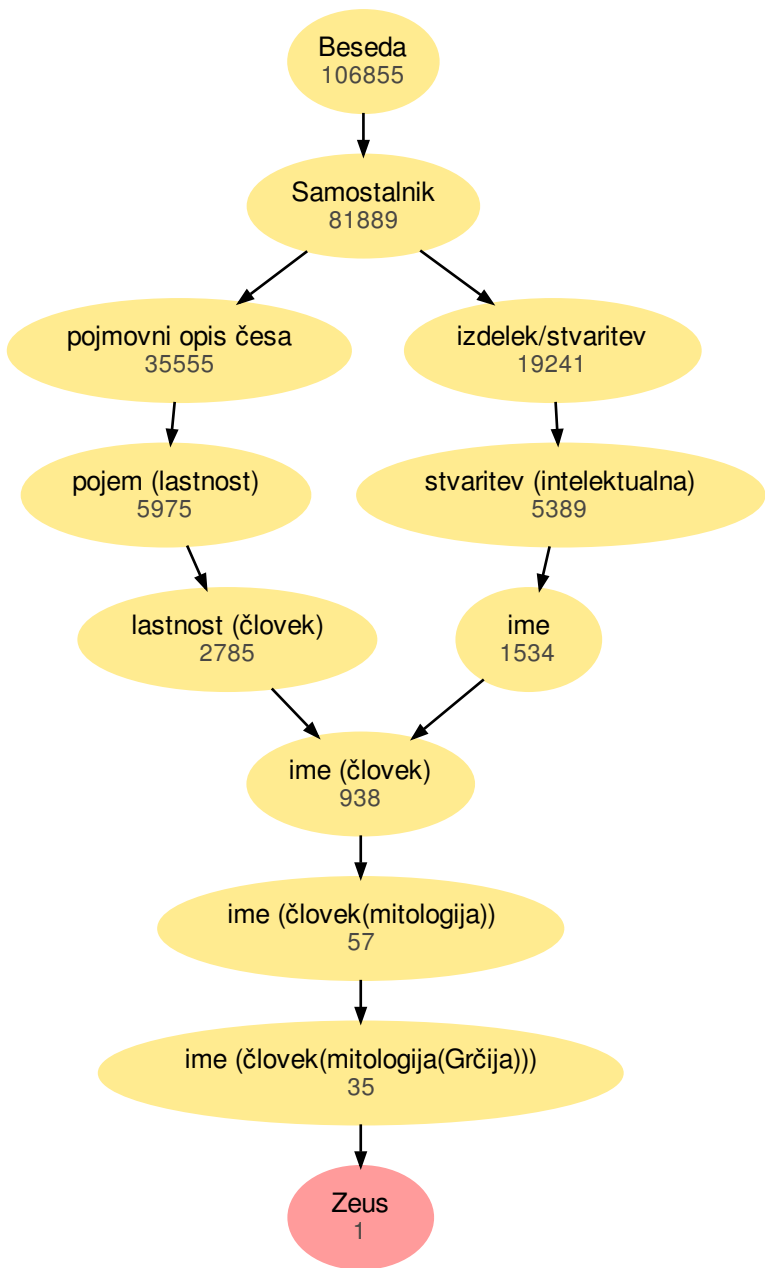 Beseda
106855
Samostalnik
81889
pojmovni opis česa
35555
izdelek/stvaritev
19241
pojem (lastnost)
5975
stvaritev (intelektualna)
5389
lastnost (človek)
2785
ime
1534
ime (človek)
938
ime (človek(mitologija))
57
ime (človek(mitologija(Grčija)))
35
Zeus
1